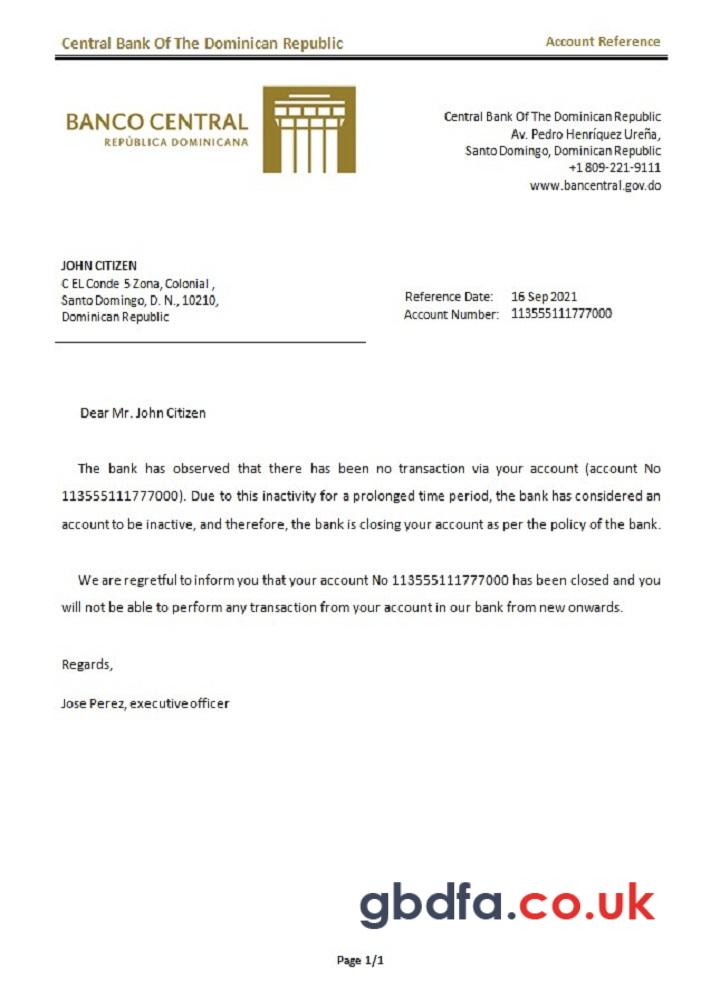 Central Bank Of The Dominican Republic
Account Reference
BANCO CENTRAL
REPÚBLICA DOMINICANA
Central Bank Of The Dominican Republic
Av. Pedro Henríquez Ureña,
Santo Domingo, Dominican Republic
+1 809-221-9111
www.bancentral.gov.do
JOHN CITIZEN
C EL Conde 5 Zona, Colonial ,
Santo Domingo, D. N., 10210,
Dominican Republic
Reference Date: 16 Sep 2021
Account Number: 113555111777000
Dear Mr. John Citizen
The bank has observed that there has been no transaction via your account (account No
113555111777000). Due to this inactivity for a prolonged time period, the bank has considered an
account to be inactive, and therefore, the bank is closing your account as per the policy of the bank.
We are regretful to inform you that your account No 113555111777000 has been closed and you
will not be able to perform any transaction from your account in our bank from new onwards.
Regards,
Jose Perez, executive officer
gbdfa.co.uk
Page 1/1